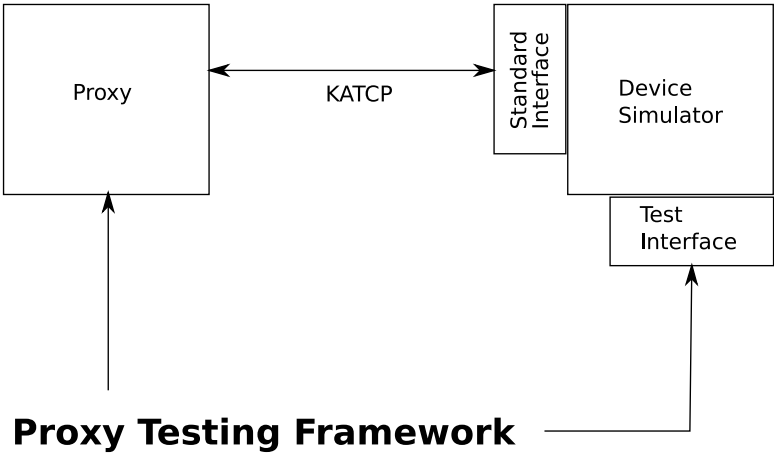 Proxy
KATCP
Standard
Interface
Device
Simulator
Test
Interface
Proxy Testing Framework